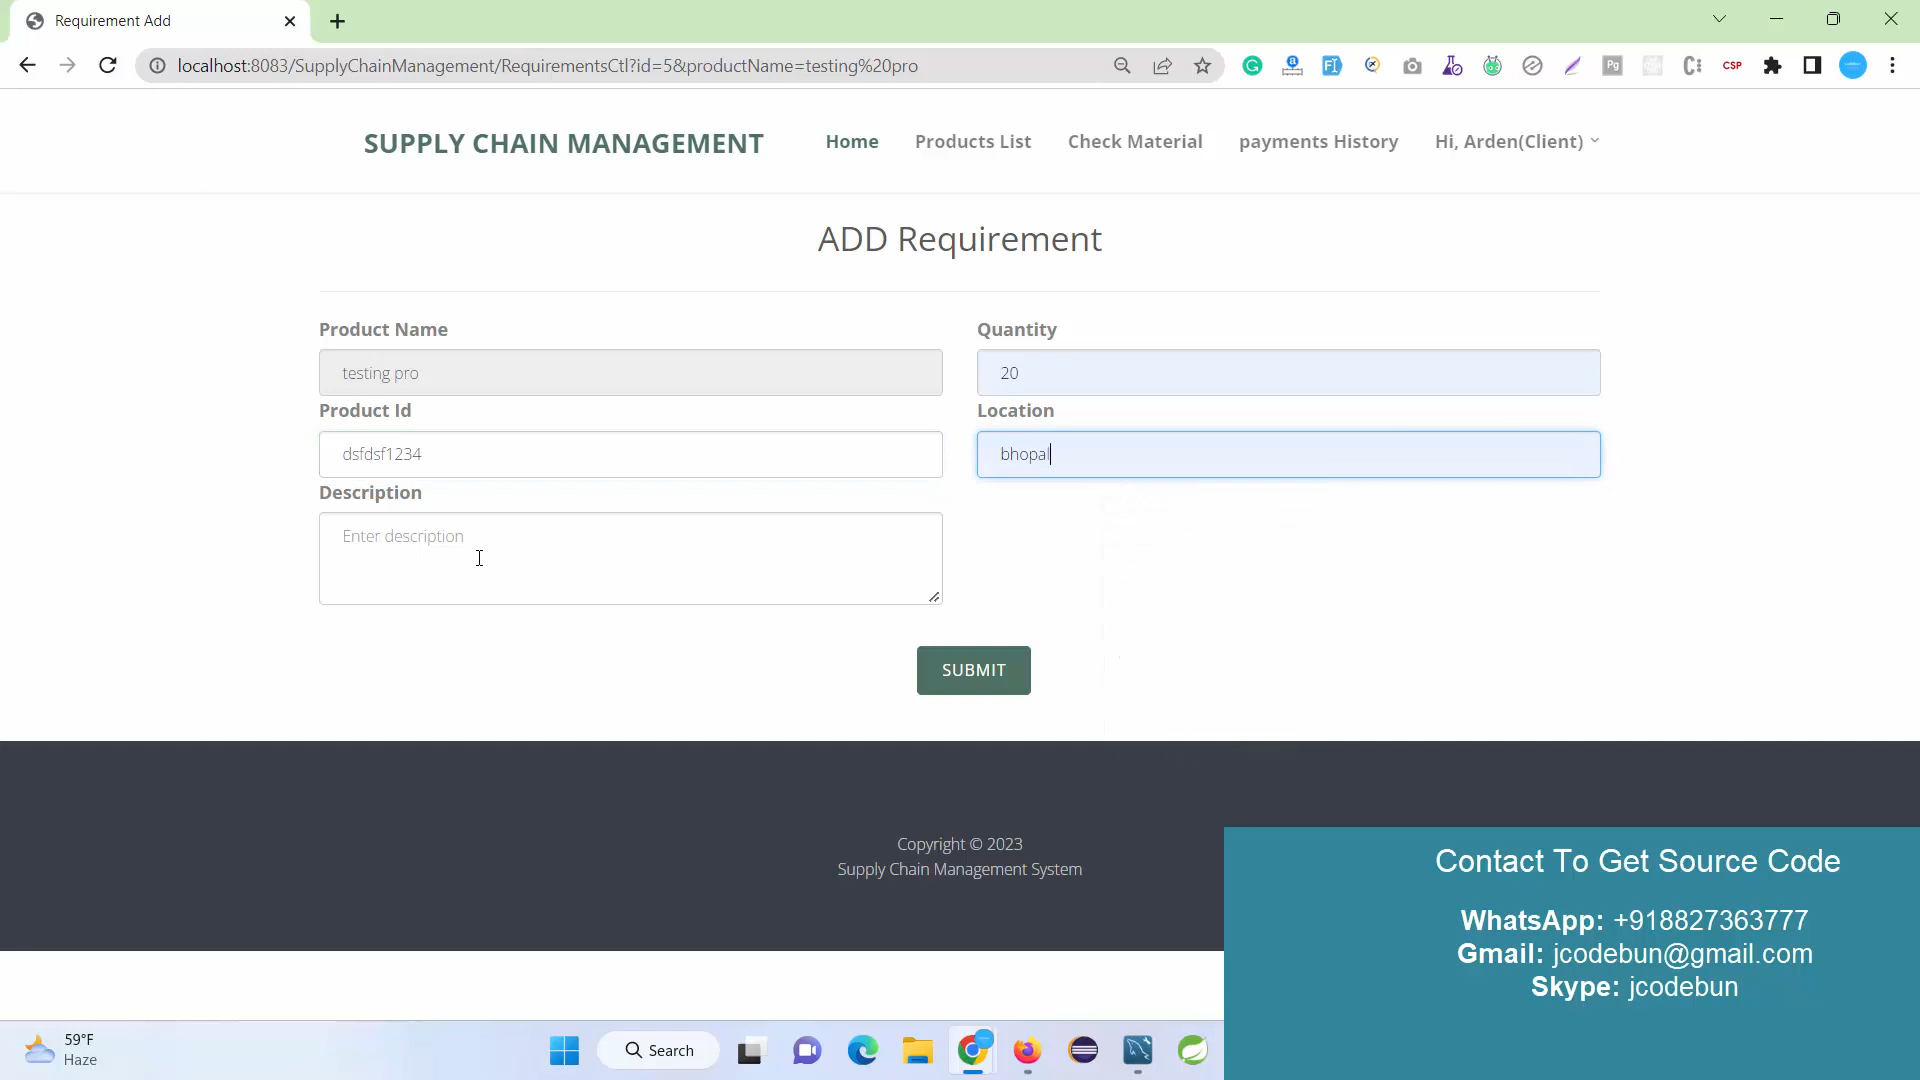 Requirement Add
localhost:8083/SupplyChainManagement/RequirementsCtl?id=5&productName=testing%20pro
CSP
SUPPLY CHAIN MANAGEMENT
Home
Products List
Check Material
payments History
Hi, Arden(Client)
ADD Requirement
Product Name
Quantity
testing pro
20
Product Id
Location
dsfdsf1234
bhopal
Description
Enter description
SUBMIT
Copyright © 2023
Supply Chain Management System
Contact To Get Source Code
WhatsApp: +918827363777
Gmail: jcodebun@gmail.com
Skype: jcodebun
59°F
Haze
Search